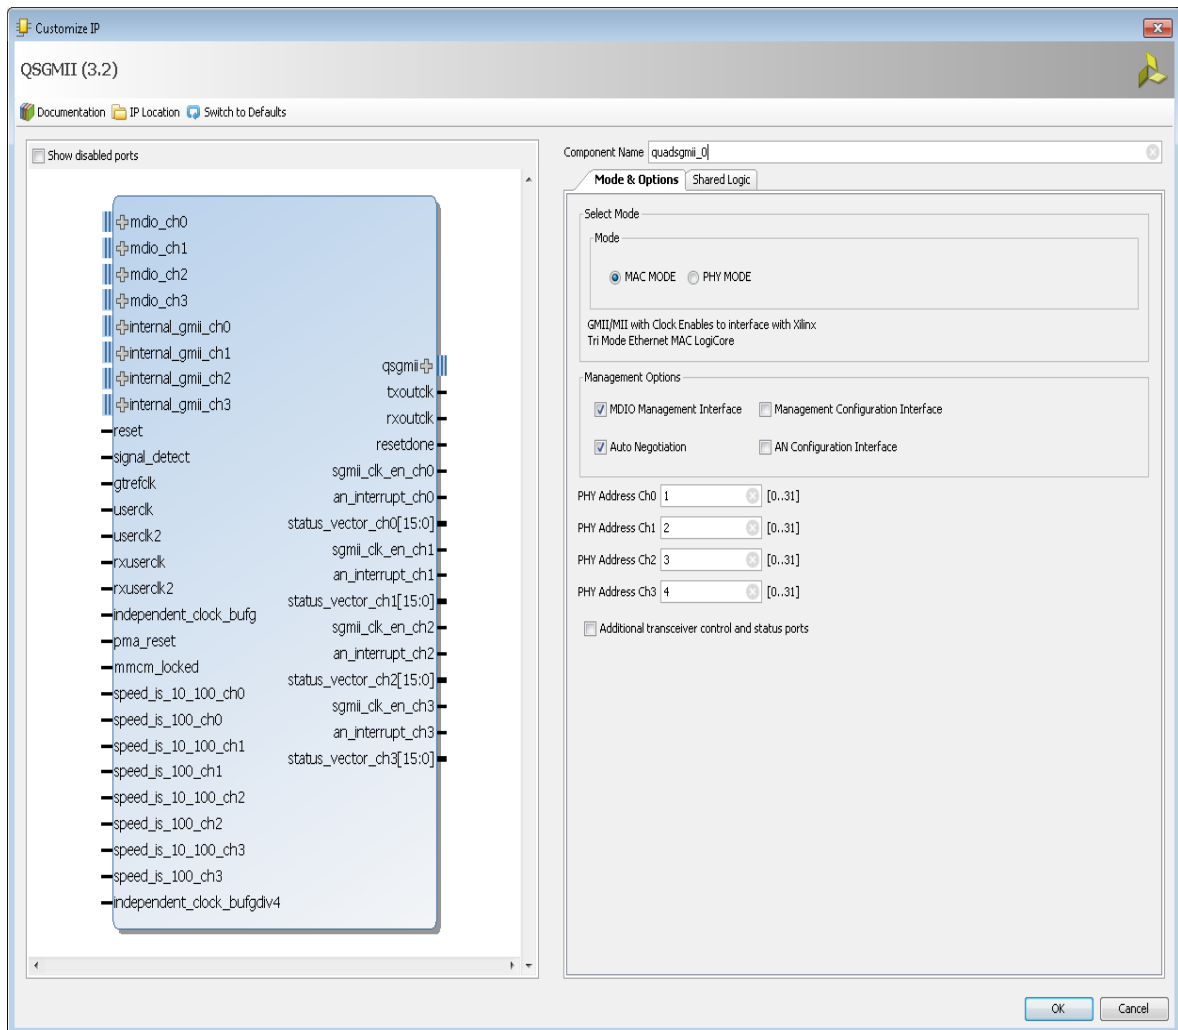 Customize IP
QSGMII (3.2)
Documentation IP Location Switch to Defaults
Show disabled ports
mdio_ch0
mdio_ch1
mdio_ch2
mdio_ch3
internal_gmii_ch0
internal_gmii_ch1
internal_gmii_ch2
internal_gmii_ch3
reset
signal_detect
gtrefclk
userclk
userclk2
rxuserclk
rxuserclk2
independent_clock_bufg
pma_reset
mmcm_locked
speed_is_10_100_ch0
speed_is_100_ch0
speed_is_10_100_ch1
speed_is_100_ch1
speed_is_10_100_ch2
speed_is_100_ch2
speed_is_10_100_ch3
speed_is_100_ch3
independent_clock_bufgdiv4
qsgmii
txoutclk
rxoutclk
resetdone
sgmii_clk_en_ch0
an_interrupt_ch0
status_vector_ch0[15:0]
sgmii_clk_en_ch1
an_interrupt_ch1
status_vector_ch1[15:0]
sgmii_clk_en_ch2
an_interrupt_ch2
status_vector_ch2[15:0]
sgmii_clk_en_ch3
an_interrupt_ch3
status_vector_ch3[15:0]
Component Name quadsgmii_0
Mode & Options Shared Logic
Select Mode
Mode
MAC MODE PHY MODE
GMII/MII with Clock Enables to interface with Xilinx
Tri Mode Ethernet MAC LogiCore
Management Options
MDIO Management Interface Management Configuration Interface
Auto Negotiation AN Configuration Interface
PHY Address Ch0 1 [0..31]
PHY Address Ch1 2 [0..31]
PHY Address Ch2 3 [0..31]
PHY Address Ch3 4 [0..31]
Additional transceiver control and status ports
OK Cancel